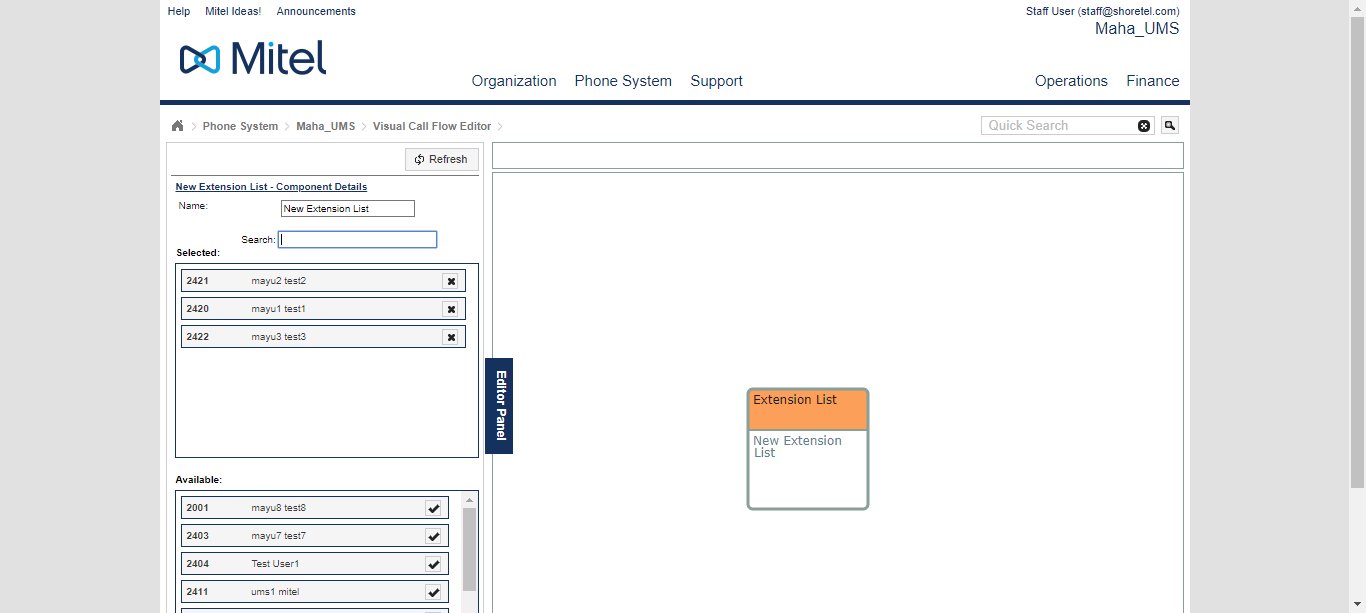 Help Mitel Ideas! Announcements Staff User (staff@shoretel.com)
Maha_UMS
Mitel
Organization Phone System Support Operations Finance
Phone System Maha_UMS Visual Call Flow Editor Quick Search
Refresh
New Extension List - Component Details
Name: New Extension List
Search:
Selected:
2421 mayu2 test2
2420 mayu1 test1
2422 mayu3 test3
Editor Panel
Extension List
New Extension
List
Available:
2001 mayu8 test8
2403 mayu7 test7
2404 Test User1
2411 ums1 mitel